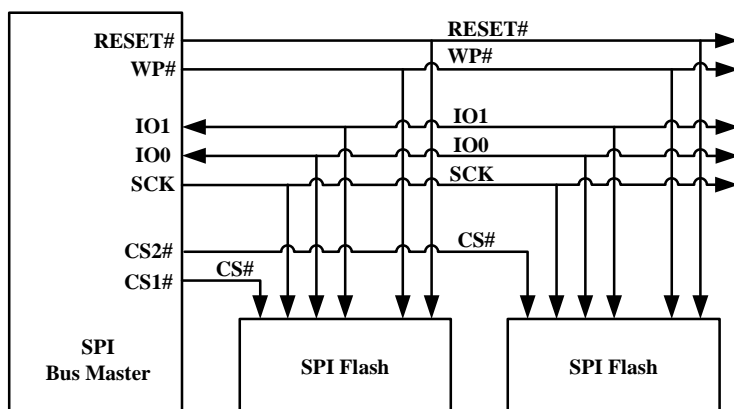 RESET#
RESET#
WP#
WP#
IO1
IO1
IO0
IO0
SCK
SCK
CS2#
CS#
CS1#
CS#
SPI
Bus Master
SPI Flash
SPI Flash